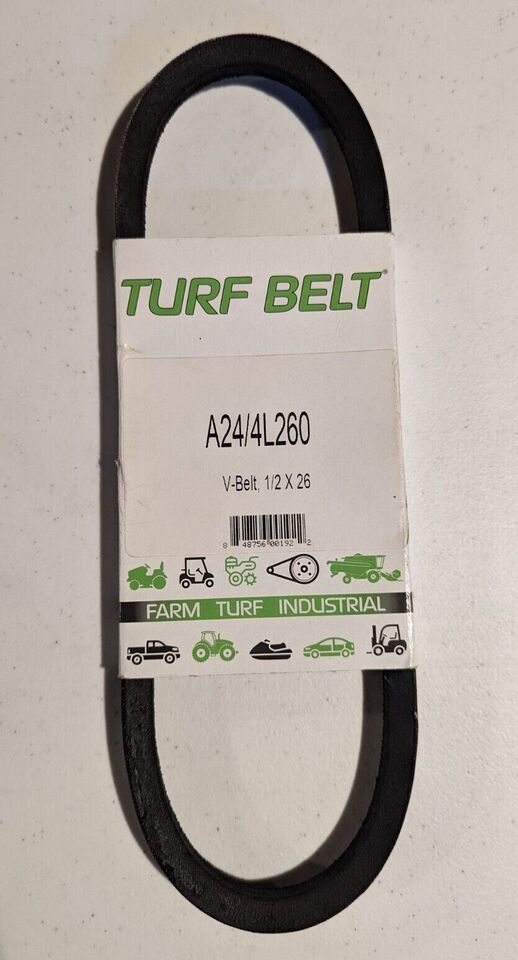 TURF BELT®
A24/4L260
V-Belt, 1/2 X 26
8 48756 00192 2
FARM TURF INDUSTRIAL